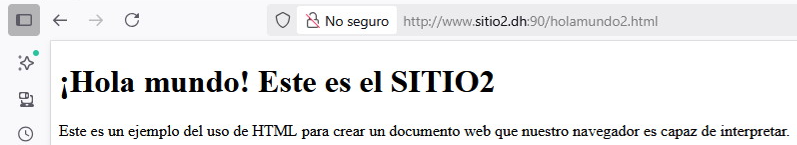 No seguro http://www.sitio2.dh:90/holamundo2.html
¡Hola mundo! Este es el SITIO2
Este es un ejemplo del uso de HTML para crear un documento web que nuestro navegador es capaz de interpretar.